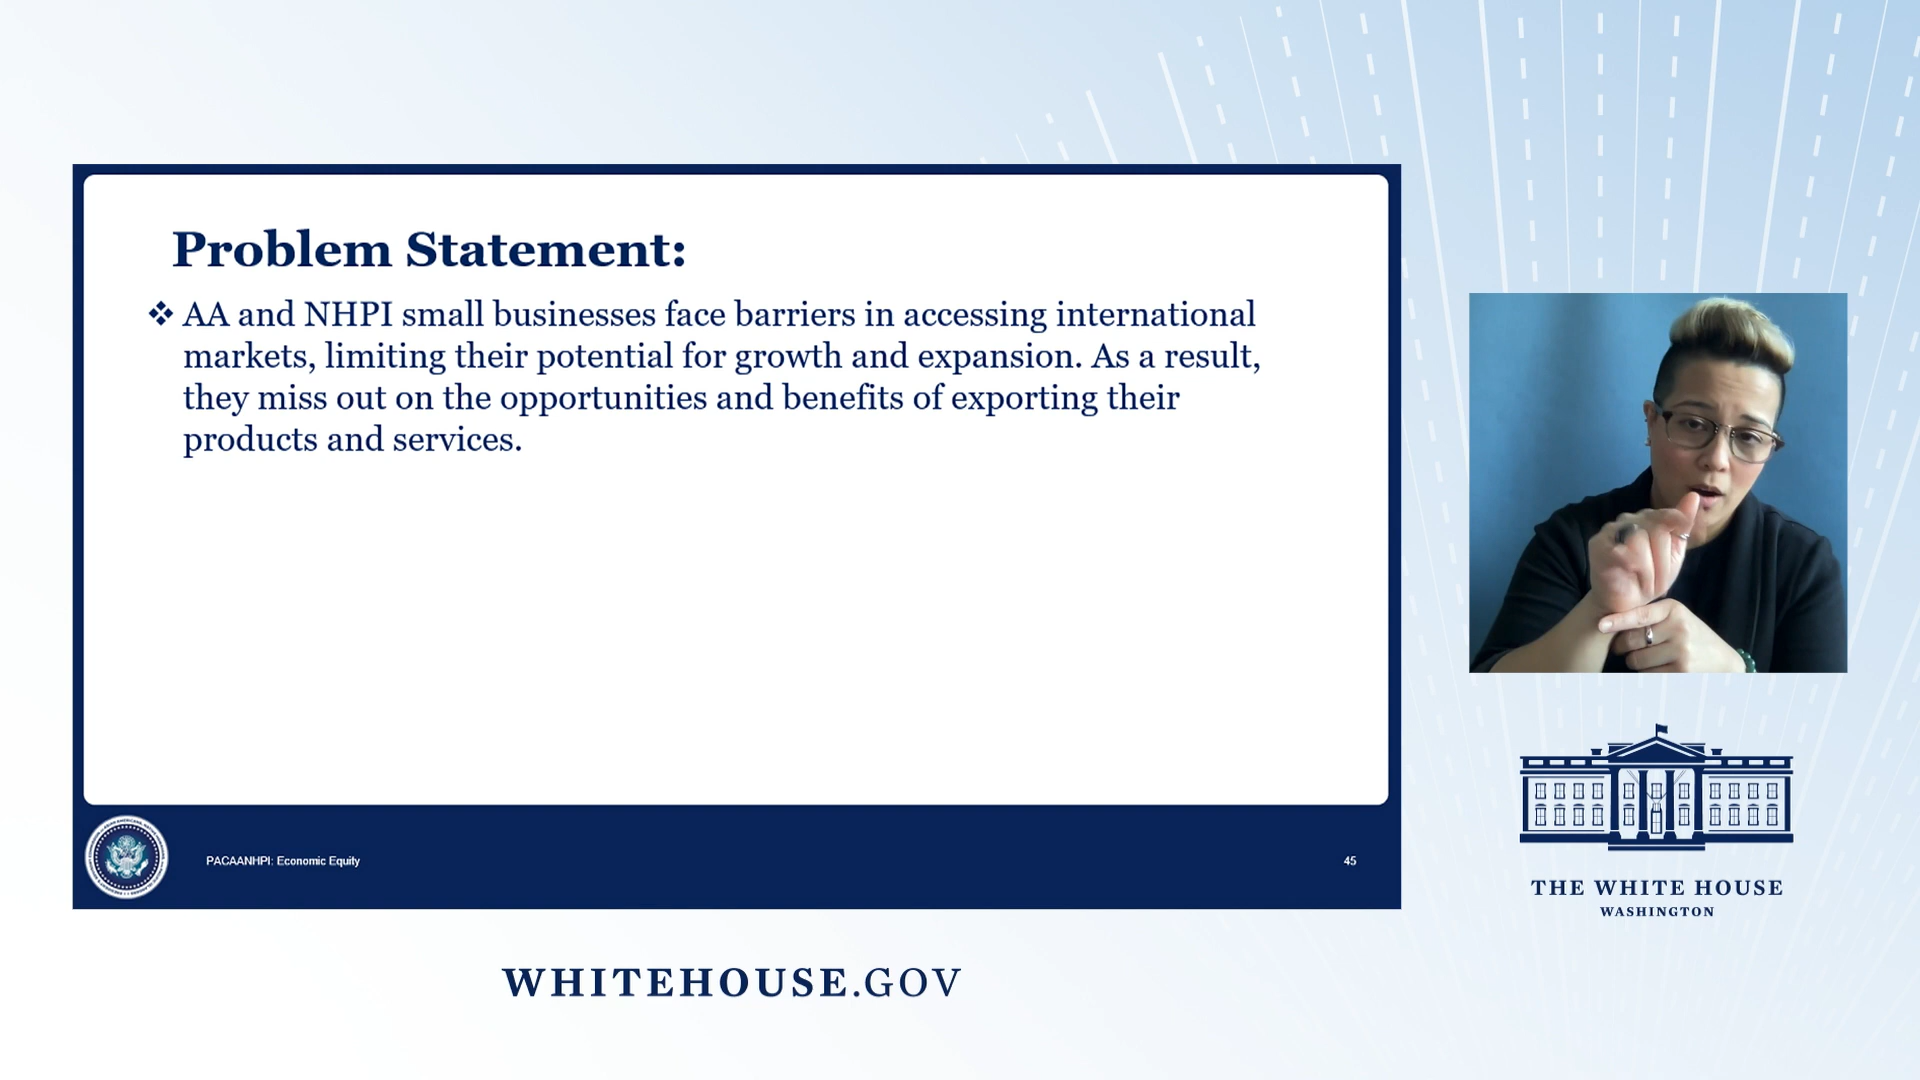 Problem Statement:
❖ AA and NHPI small businesses face barriers in accessing international
markets, limiting their potential for growth and expansion. As a result,
they miss out on the opportunities and benefits of exporting their
products and services.
PACAANHPI: Economic Equity
45
THE WHITE HOUSE
WASHINGTON
WHITEHOUSE.GOV